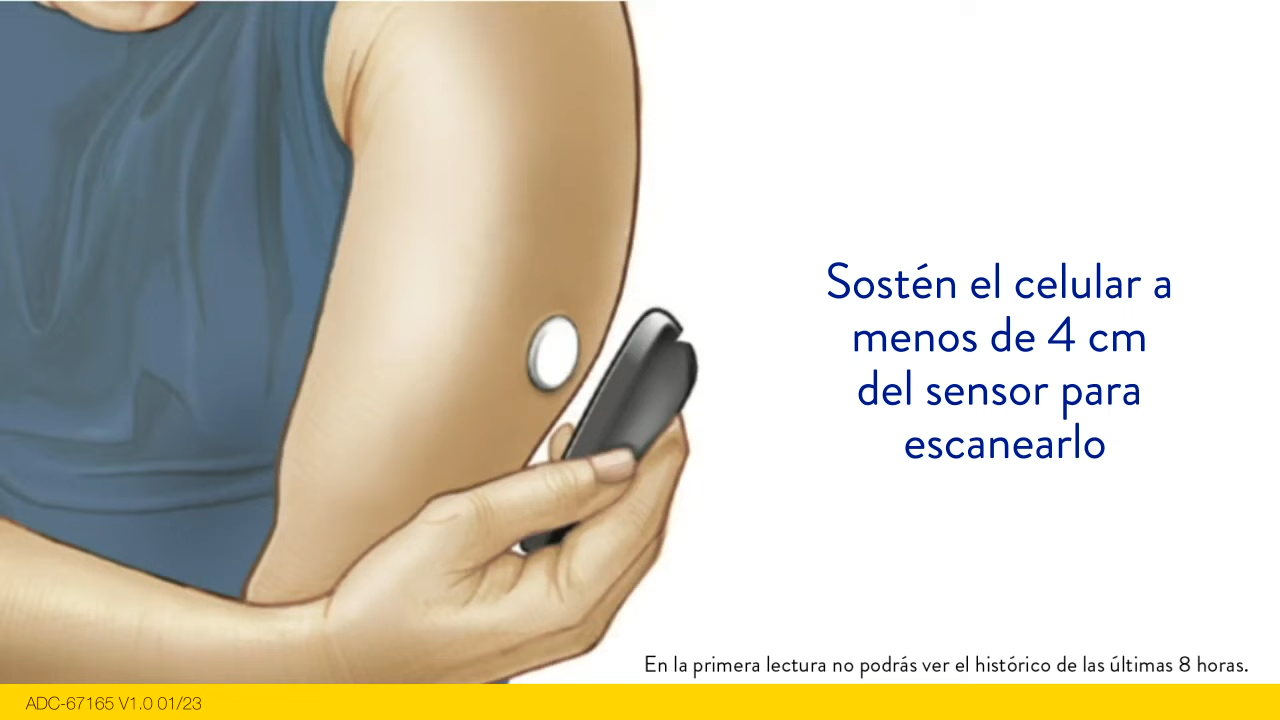 Sostén el celular a
menos de 4 cm
del sensor para
escanearlo
En la primera lectura no podrás ver el histórico de las últimas 8 horas.
ADC-67165 V1.0 01/23